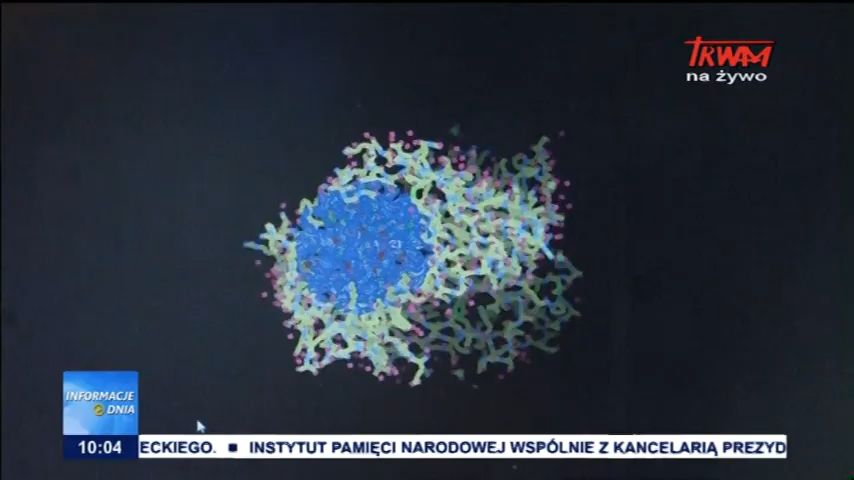 TRWAM
na żywo
INFORMACJE
DNIA
10:04
ECKIEGO. ■ INSTYTUT PAMIĘCI NARODOWEJ WSPÓLNIE Z KANCELARIĄ PREZYD